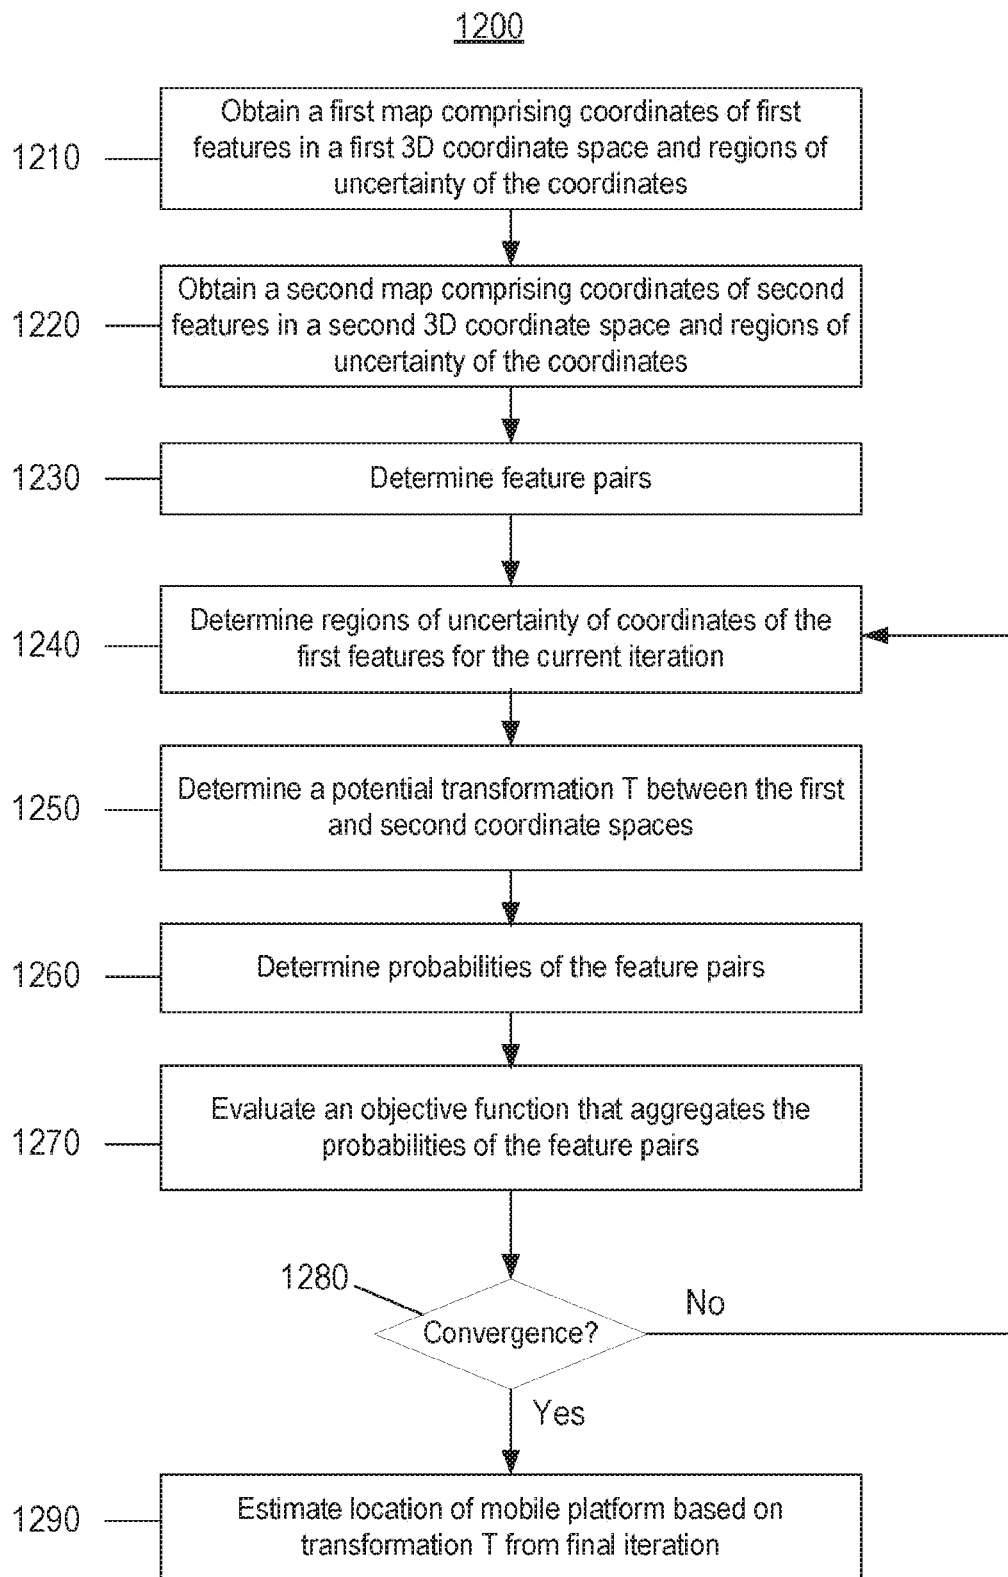 1200
1210
Obtain a first map comprising coordinates of first
features in a first 3D coordinate space and regions of
uncertainty of the coordinates
1220
Obtain a second map comprising coordinates of second
features in a second 3D coordinate space and regions of
uncertainty of the coordinates
1230
Determine feature pairs
1240
Determine regions of uncertainty of coordinates of the
first features for the current iteration
1250
Determine a potential transformation T between the first
and second coordinate spaces
1260
Determine probabilities of the feature pairs
1270
Evaluate an objective function that aggregates the
probabilities of the feature pairs
1280
Convergence?
No
Yes
1290
Estimate location of mobile platform based on
transformation T from final iteration